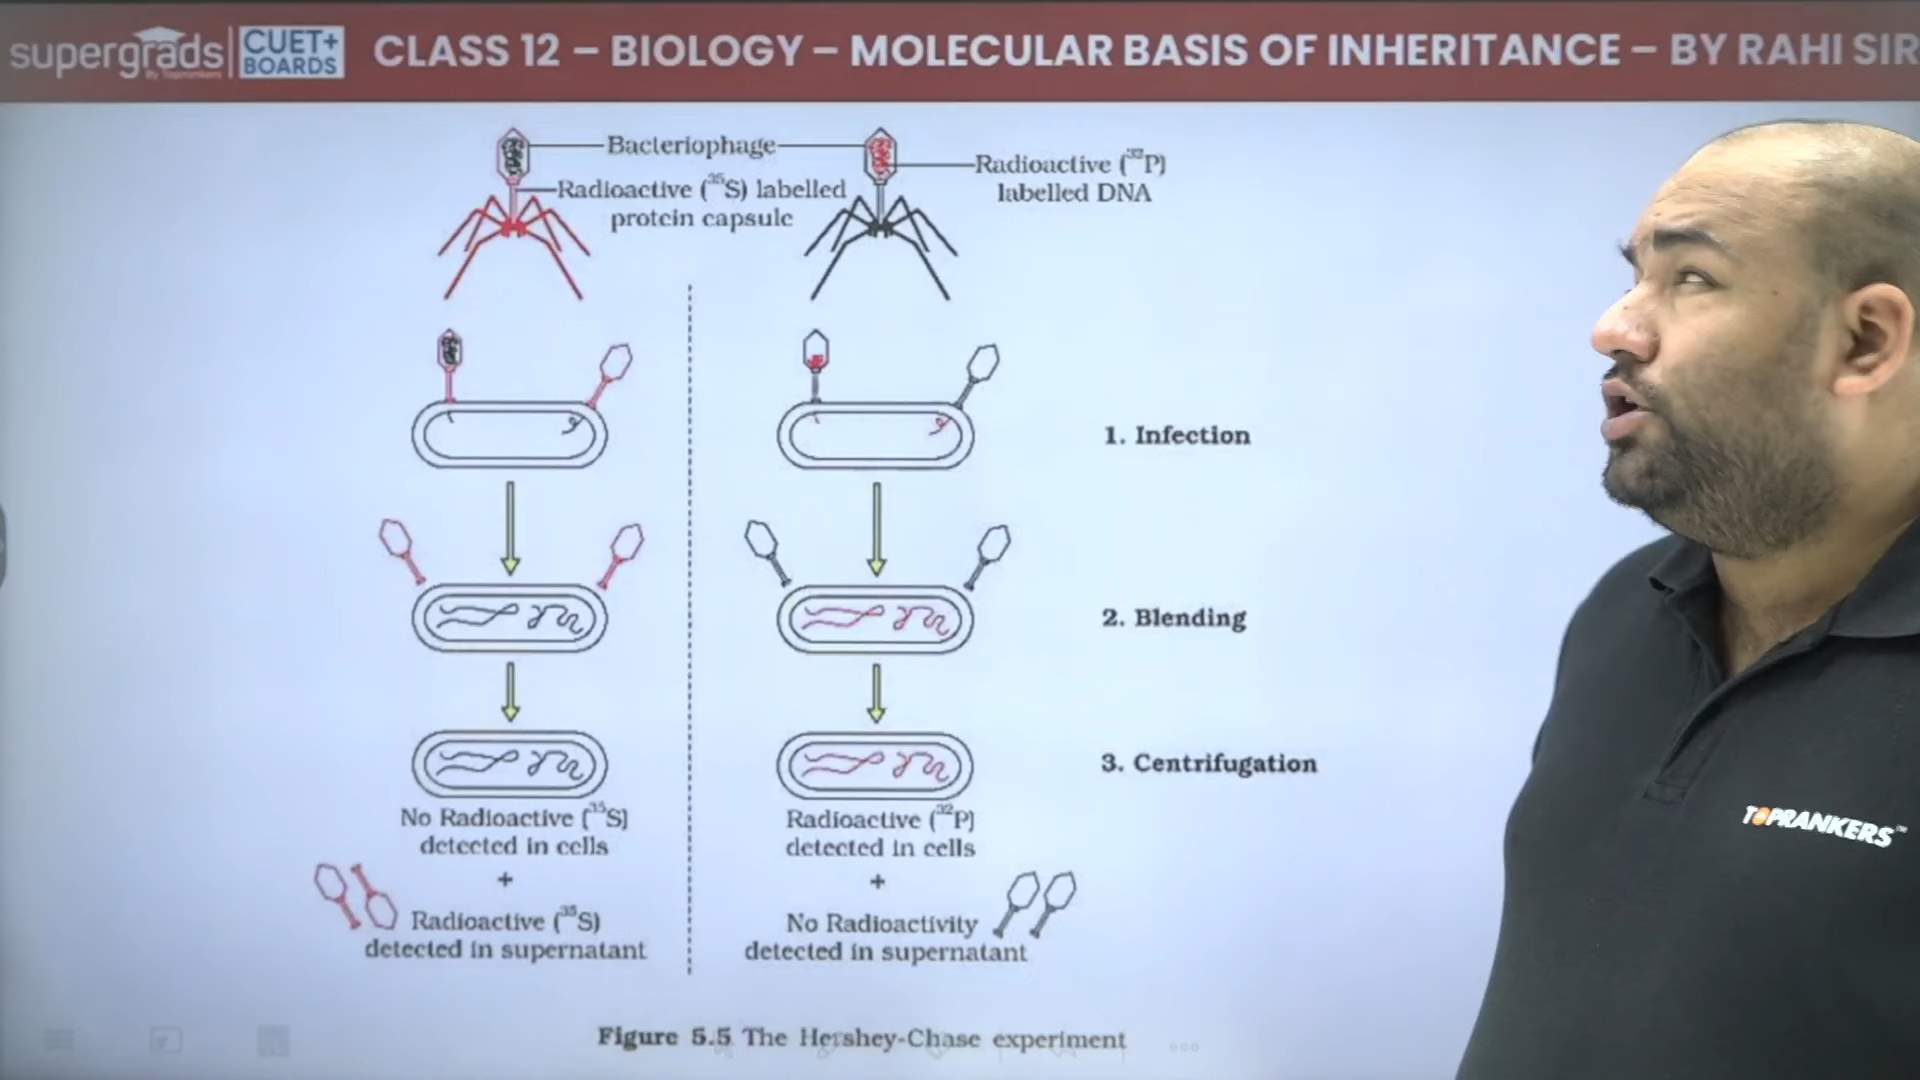 supergrads
By Toprankers
CUET+
BOARDS
CLASS 12 – BIOLOGY – MOLECULAR BASIS OF INHERITANCE – BY RAHI SIR
Bacteriophage
Radioactive (³²P)
labelled DNA
Radioactive (³⁵S) labelled
protein capsule
1. Infection
2. Blending
3. Centrifugation
No Radioactive (³⁵S)
detected in cells
+
Radioactive (³⁵S)
detected in supernatant
Radioactive (³²P)
detected in cells
+
No Radioactivity
detected in supernatant
Figure 5.5 The Hershey-Chase experiment
TOPRANKERS™